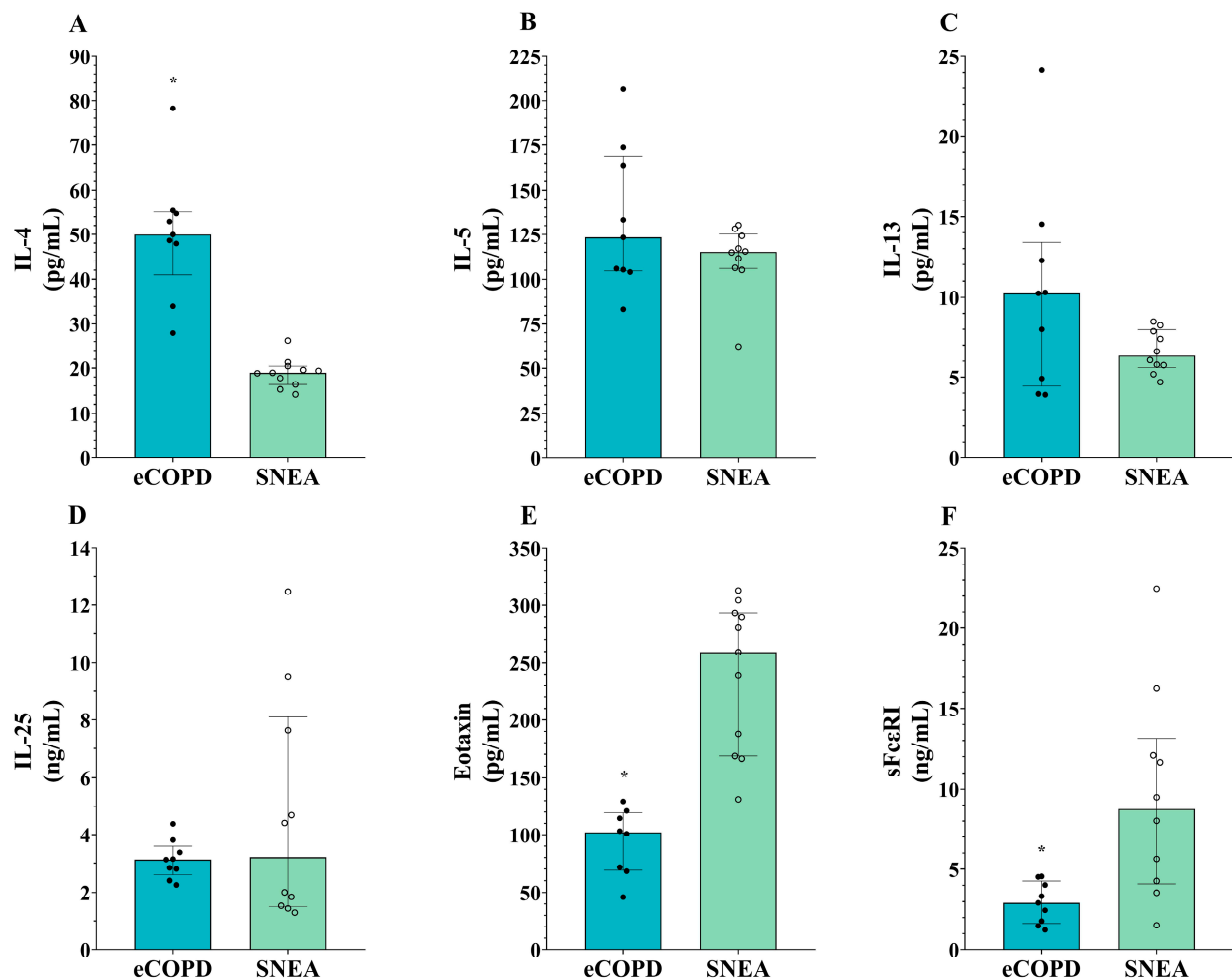 A
IL-4
(pg/mL)
90
80
70
60
50
40
30
20
10
0
*
eCOPD SNEA
B
IL-5
(pg/mL)
225
200
175
150
125
100
75
50
25
0
eCOPD SNEA
C
IL-13
(pg/mL)
25
20
15
10
5
0
eCOPD SNEA
D
IL-25
(ng/mL)
14
12
10
8
6
4
2
0
eCOPD SNEA
E
Eotaxin
(pg/mL)
350
300
250
200
150
100
50
0
*
eCOPD SNEA
F
sFcεRI
(ng/mL)
25
20
15
10
5
0
*
eCOPD SNEA